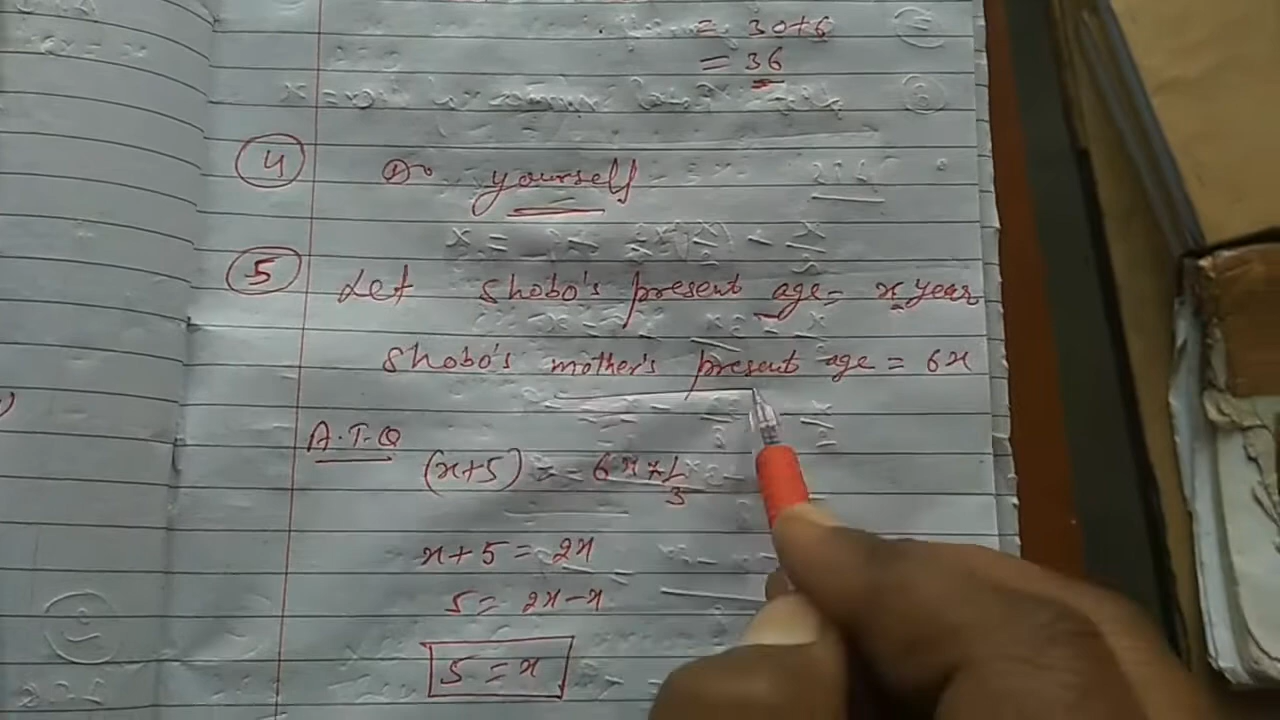 = 30+6
= 36
4 Do yourself
5 Let Shobo's present age = x year
Shobo's mother's present age = 6x
A.T.Q
(x+5) = 6x × 1/3
x + 5 = 2x
5 = 2x - x
5 = x